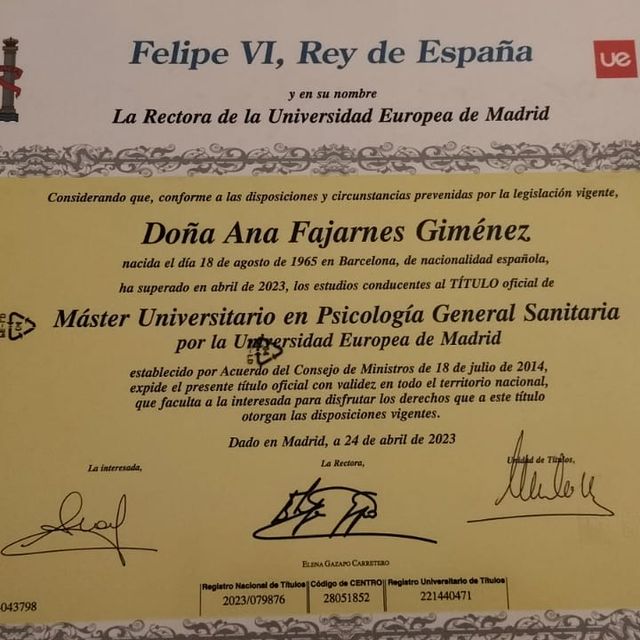 Felipe VI, Rey de España
ue
y en su nombre
La Rectora de la Universidad Europea de Madrid
Considerando que, conforme a las disposiciones y circunstancias prevenidas por la legislación vigente,
Doña Ana Fajarnes Giménez
nacida el día 18 de agosto de 1965 en Barcelona, de nacionalidad española,
ha superado en abril de 2023, los estudios conducentes al TÍTULO oficial de
Máster Universitario en Psicología General Sanitaria
por la Universidad Europea de Madrid
establecido por Acuerdo del Consejo de Ministros de 18 de julio de 2014,
expide el presente título oficial con validez en todo el territorio nacional,
que faculta a la interesada para disfrutar los derechos que a este título
otorgan las disposiciones vigentes.
Dado en Madrid, a 24 de abril de 2023
La interesada, La Rectora, Unidad de Títulos,
ELENA GAZAPO CARRETERO
Registro Nacional de Títulos Código de CENTRO Registro Universitario de Títulos
043798 2023/079876 28051852 221440471